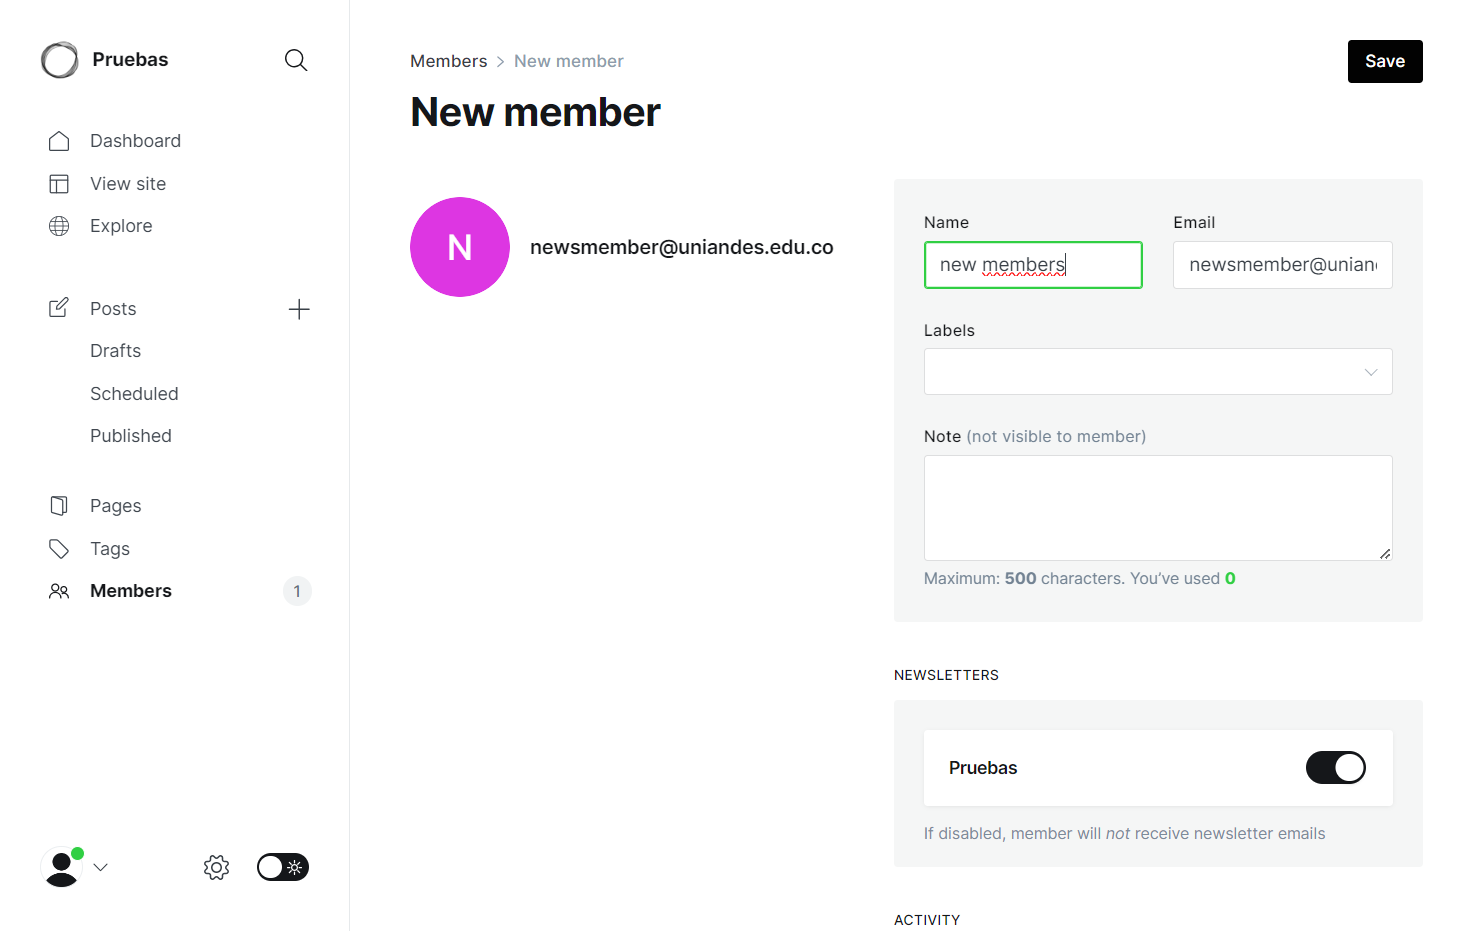 Pruebas
Dashboard
View site
Explore
Posts
Drafts
Scheduled
Published
Pages
Tags
Members
1
Members > New member
New member
Save
N
newsmember@uniandes.edu.co
Name
new members
Email
newsmember@unian
Labels
Note (not visible to member)
Maximum: 500 characters. You've used 0
NEWSLETTERS
Pruebas
If disabled, member will not receive newsletter emails
ACTIVITY